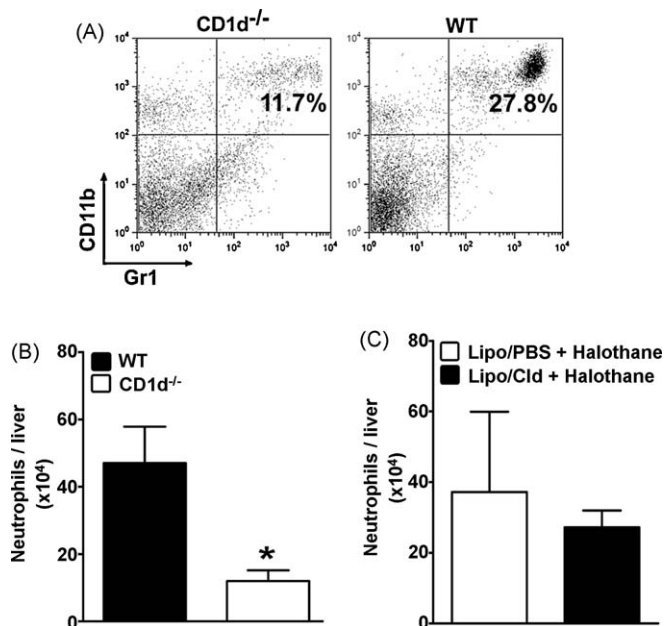 (A)
CD1d⁻/⁻
WT
10⁴
10³
10²
10¹
10⁰
11.7%
10⁰ 10¹ 10² 10³ 10⁴
10⁴
10³
10²
10¹
10⁰
27.8%
10⁰ 10¹ 10² 10³ 10⁴
CD11b
Gr1
(B)
WT
CD1d⁻/⁻
Neutrophils / liver
(x10⁴)
80
60
40
20
0
*
(C)
Lipo/PBS + Halothane
Lipo/Cld + Halothane
Neutrophils / liver
(x10⁴)
80
60
40
20
0